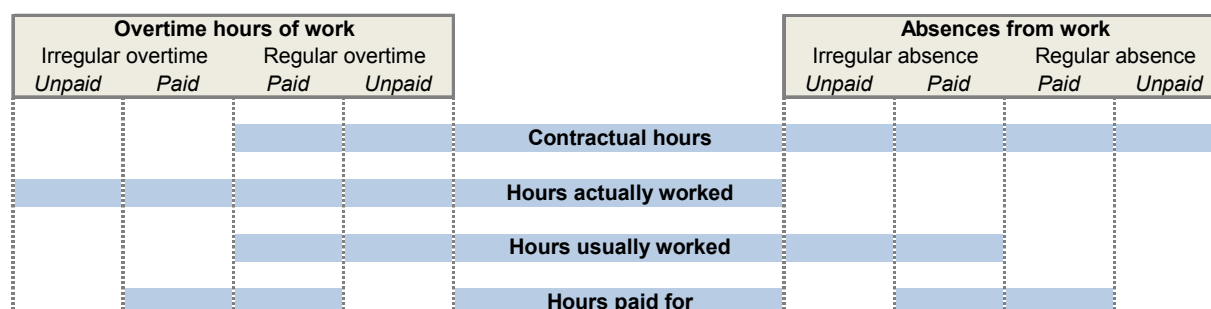 Overtime hours of work Absences from work
Irregular overtime Regular overtime Irregular absence Regular absence
Unpaid Paid Paid Unpaid Unpaid Paid Paid Unpaid
Contractual hours
Hours actually worked
Hours usually worked
Hours paid for